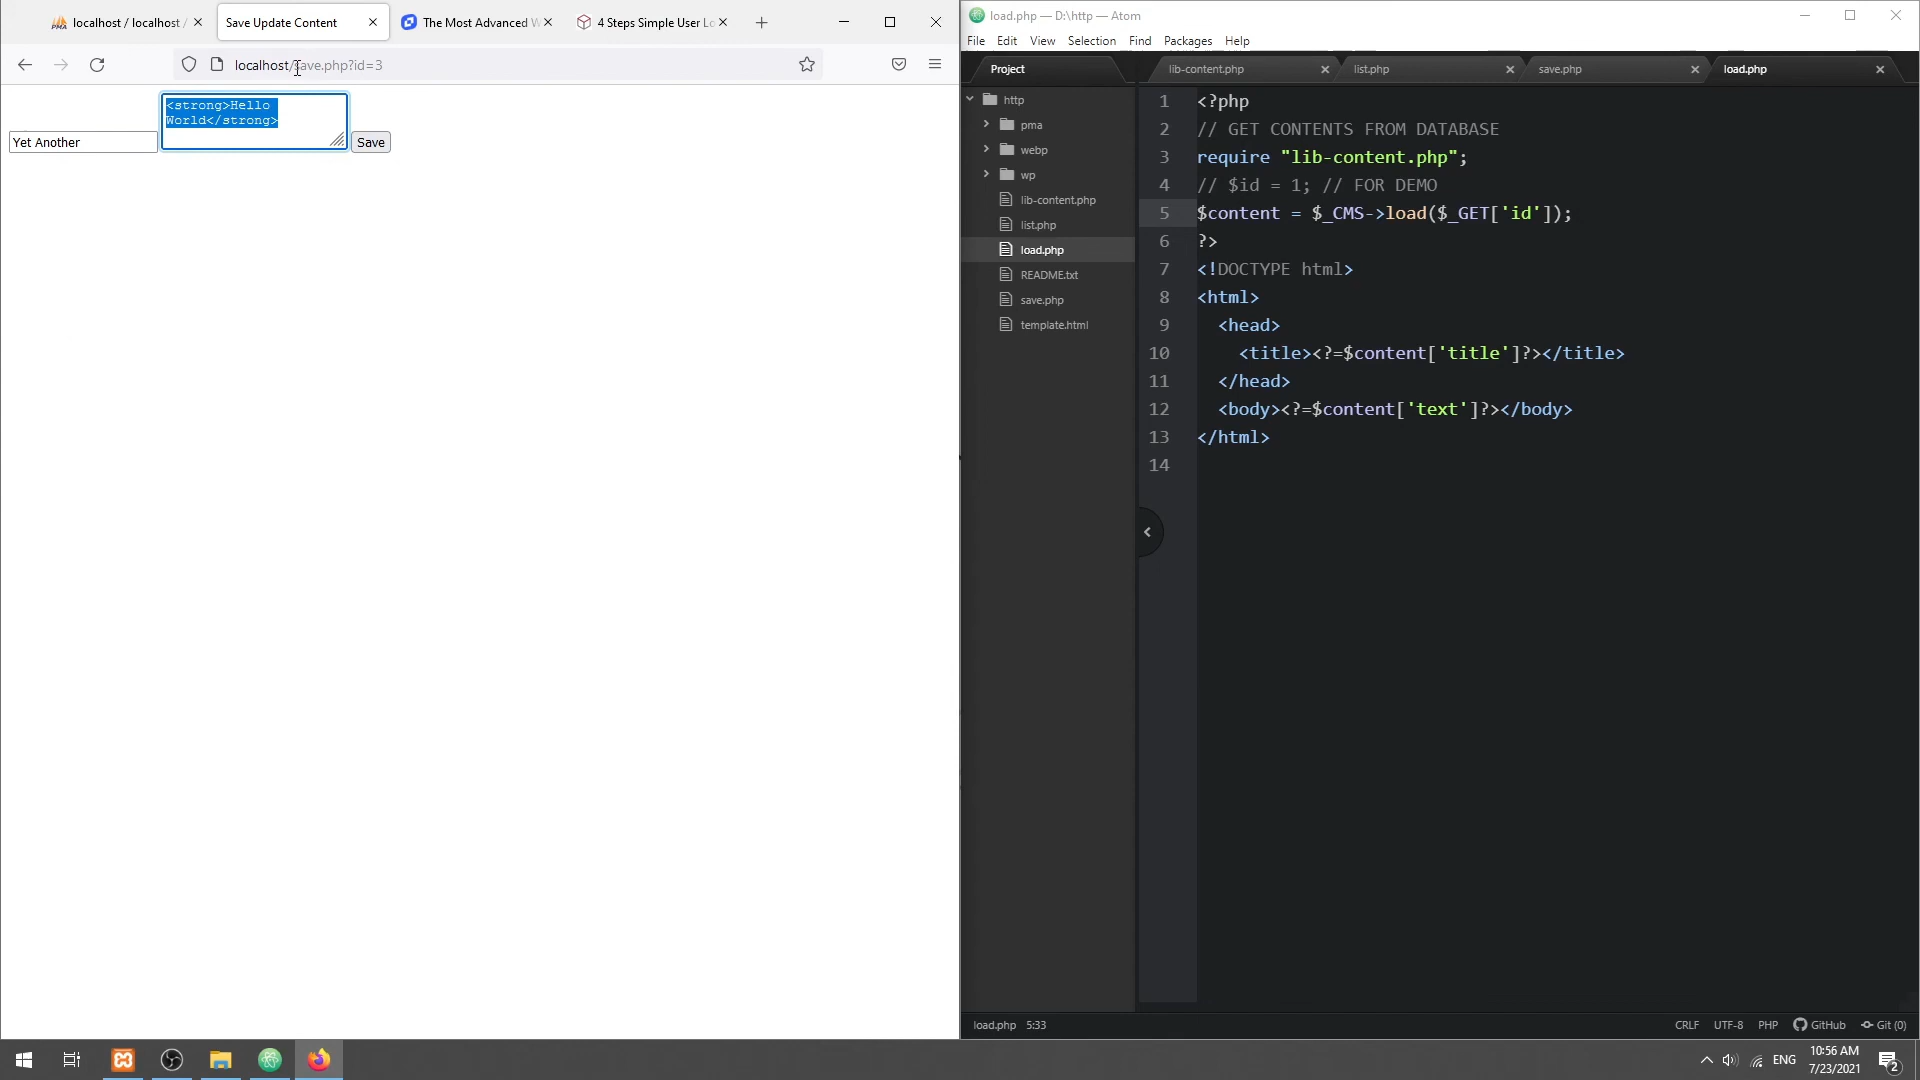 localhost / localhost /
Save Update Content
The Most Advanced W
4 Steps Simple User Lo
localhost/save.php?id=3
Yet Another
<strong>Hello
World</strong>
Save
load.php — D:\http — Atom
File Edit View Selection Find Packages Help
Project
lib-content.php
list.php
save.php
load.php
http
pma
webp
wp
lib-content.php
list.php
load.php
README.txt
save.php
template.html
1 <?php
2 // GET CONTENTS FROM DATABASE
3 require "lib-content.php";
4 // $id = 1; // FOR DEMO
5 $content = $_CMS->load($_GET['id']);
6 ?>
7 <!DOCTYPE html>
8 <html>
9 <head>
10 <title><?=$content['title']?></title>
11 </head>
12 <body><?=$content['text']?></body>
13 </html>
14
load.php 5:33
CRLF UTF-8 PHP GitHub Git (0)
ENG
10:56 AM
7/23/2021
2